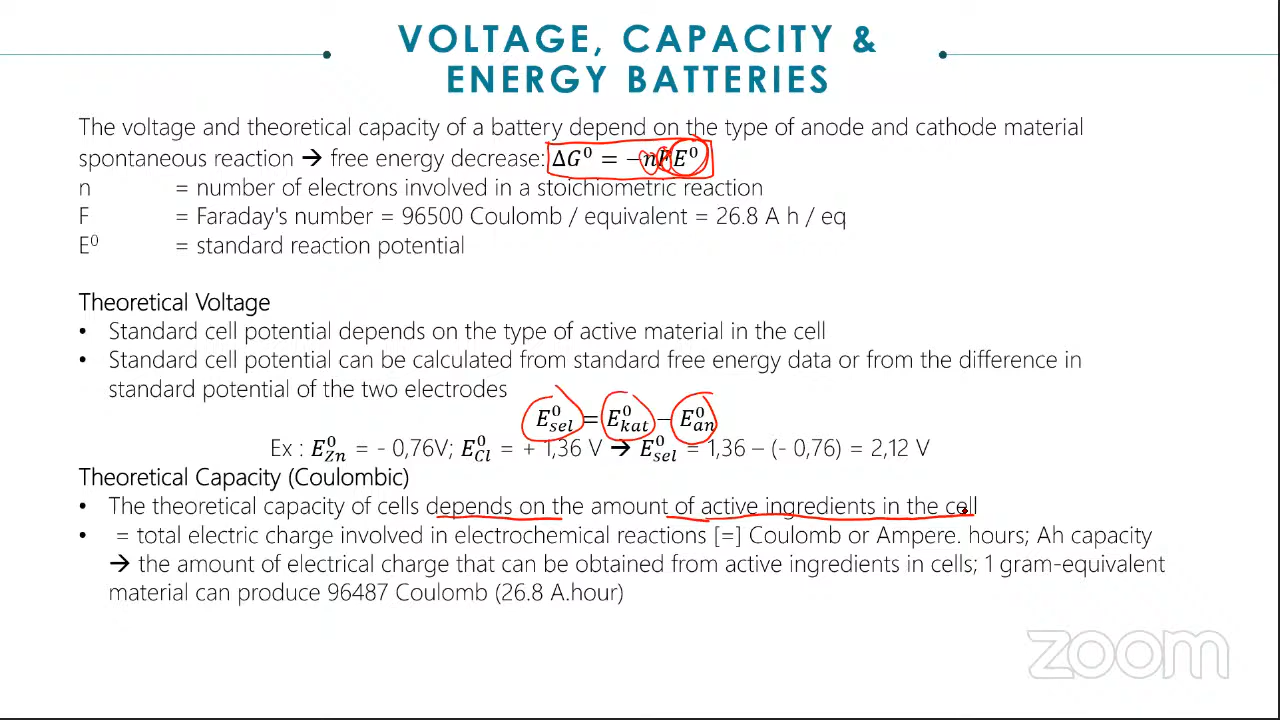 VOLTAGE, CAPACITY &
ENERGY BATTERIES
The voltage and theoretical capacity of a battery depend on the type of anode and cathode material
spontaneous reaction → free energy decrease: ΔG⁰ = −nFE⁰
n = number of electrons involved in a stoichiometric reaction
F = Faraday's number = 96500 Coulomb / equivalent = 26.8 A h / eq
E⁰ = standard reaction potential
Theoretical Voltage
• Standard cell potential depends on the type of active material in the cell
• Standard cell potential can be calculated from standard free energy data or from the difference in
standard potential of the two electrodes
E⁰sel = E⁰kat − E⁰an
Ex : E⁰Zn = - 0,76V; E⁰Cl = + 1,36 V → E⁰sel = 1,36 – (- 0,76) = 2,12 V
Theoretical Capacity (Coulombic)
• The theoretical capacity of cells depends on the amount of active ingredients in the cell
• = total electric charge involved in electrochemical reactions [=] Coulomb or Ampere. hours; Ah capacity
→ the amount of electrical charge that can be obtained from active ingredients in cells; 1 gram-equivalent
material can produce 96487 Coulomb (26.8 A.hour)
zoom